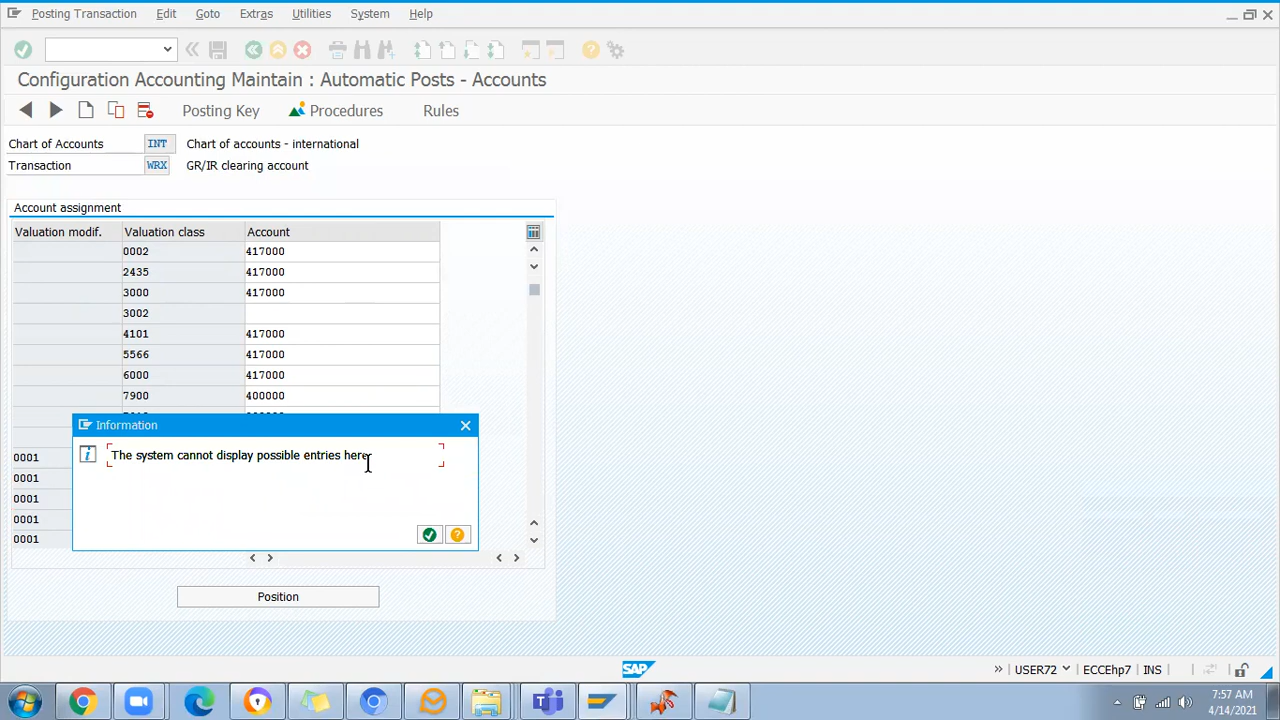 Posting Transaction Edit Goto Extras Utilities System Help
Configuration Accounting Maintain : Automatic Posts - Accounts
Posting Key Procedures Rules
Chart of Accounts INT Chart of accounts - international
Transaction WRX GR/IR clearing account
Account assignment
Valuation modif. Valuation class Account
0002 417000
2435 417000
3000 417000
3002
4101 417000
5566 417000
6000 417000
7900 400000
Information
The system cannot display possible entries here
0001
0001
0001
0001
0001
Position
SAP
USER72 ECCEhp7 INS
7:57 AM
4/14/2021